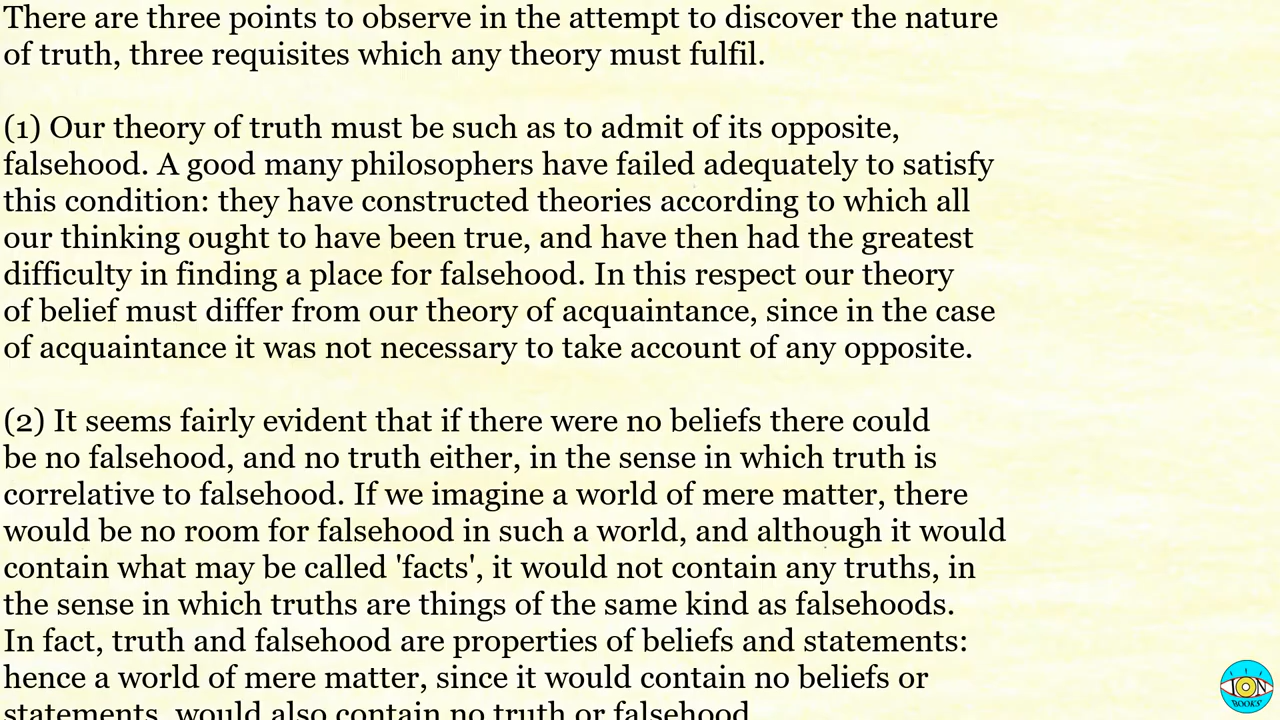 There are three points to observe in the attempt to discover the nature
of truth, three requisites which any theory must fulfil.
(1) Our theory of truth must be such as to admit of its opposite,
falsehood. A good many philosophers have failed adequately to satisfy
this condition: they have constructed theories according to which all
our thinking ought to have been true, and have then had the greatest
difficulty in finding a place for falsehood. In this respect our theory
of belief must differ from our theory of acquaintance, since in the case
of acquaintance it was not necessary to take account of any opposite.
(2) It seems fairly evident that if there were no beliefs there could
be no falsehood, and no truth either, in the sense in which truth is
correlative to falsehood. If we imagine a world of mere matter, there
would be no room for falsehood in such a world, and although it would
contain what may be called 'facts', it would not contain any truths, in
the sense in which truths are things of the same kind as falsehoods.
In fact, truth and falsehood are properties of beliefs and statements:
hence a world of mere matter, since it would contain no beliefs or
statements, would also contain no truth or falsehood.
ION
BOOKS